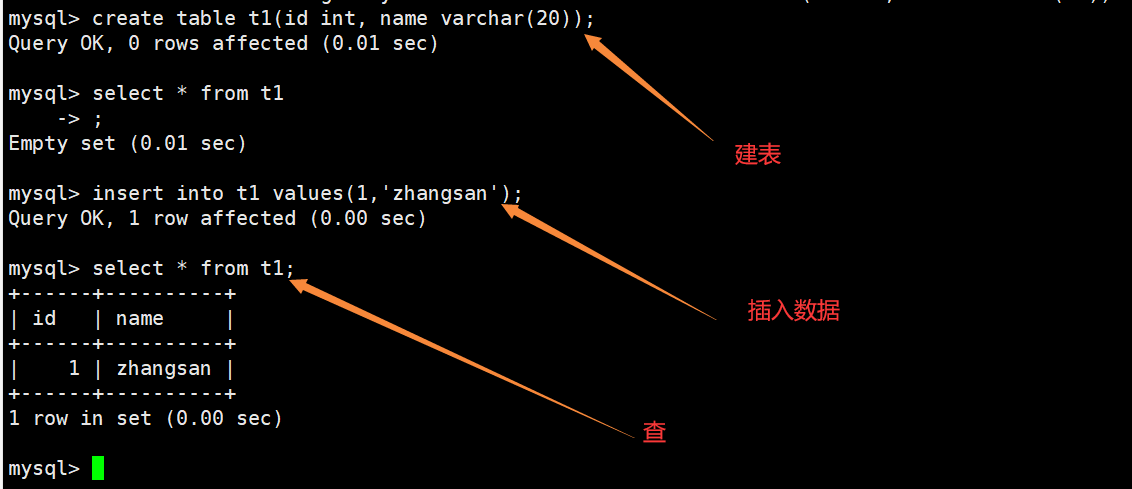 mysql> create table t1(id int, name varchar(20));
Query OK, 0 rows affected (0.01 sec)
mysql> select * from t1
-> ;
Empty set (0.01 sec)
建表
mysql> insert into t1 values(1,'zhangsan');
Query OK, 1 row affected (0.00 sec)
mysql> select * from t1;
+------+----------+
| id   | name     |
插入数据
+------+----------+
|    1 | zhangsan |
+------+----------+
1 row in set (0.00 sec)
查
mysql>